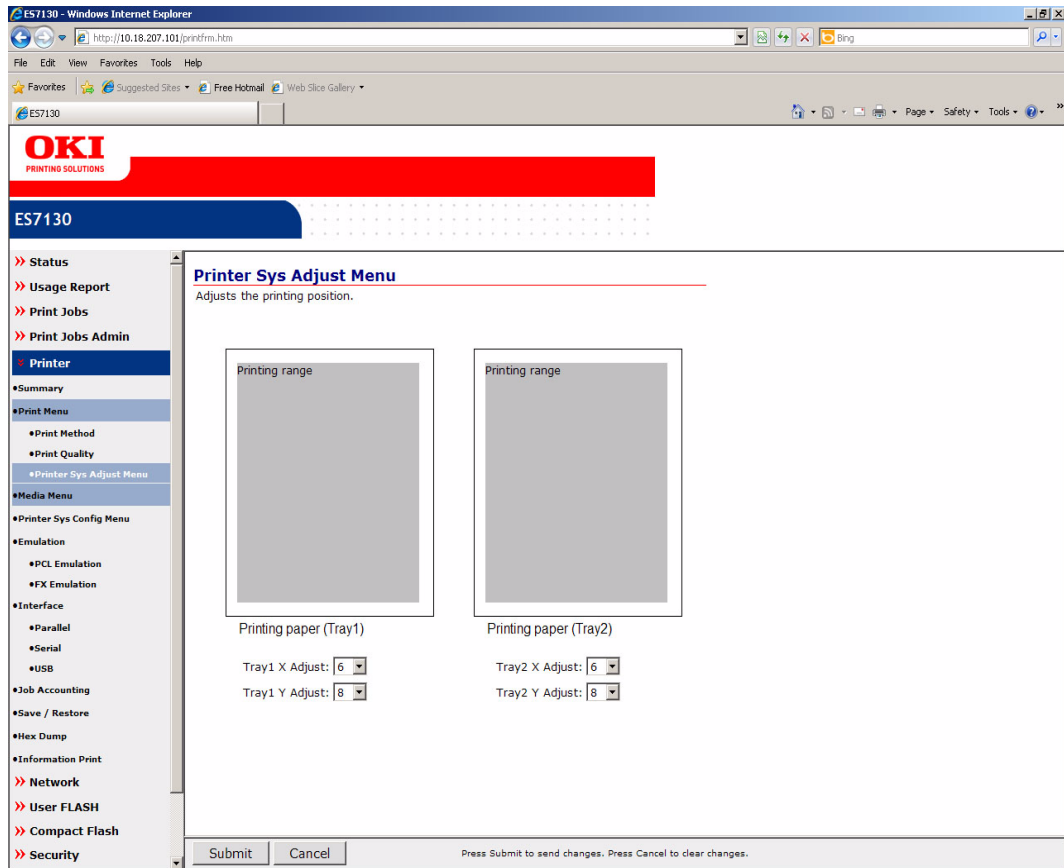 ES7130 - Windows Internet Explorer
http://10.18.207.101/printfrm.htm
Bing
File Edit View Favorites Tools Help
Favorites Suggested Sites Free Hotmail Web Slice Gallery
ES7130
Page Safety Tools »
OKI
PRINTING SOLUTIONS
ES7130
Status
Usage Report
Print Jobs
Print Jobs Admin
Printer
•Summary
•Print Menu
•Print Method
•Print Quality
•Printer Sys Adjust Menu
•Media Menu
•Printer Sys Config Menu
•Emulation
•PCL Emulation
•FX Emulation
•Interface
•Parallel
•Serial
•USB
•Job Accounting
•Save / Restore
•Hex Dump
•Information Print
Network
User FLASH
Compact Flash
Security
Printer Sys Adjust Menu
Adjusts the printing position.
Printing range
Printing paper (Tray1)
Tray1 X Adjust: 6
Tray1 Y Adjust: 8
Printing range
Printing paper (Tray2)
Tray2 X Adjust: 6
Tray2 Y Adjust: 8
Submit Cancel Press Submit to send changes. Press Cancel to clear changes.